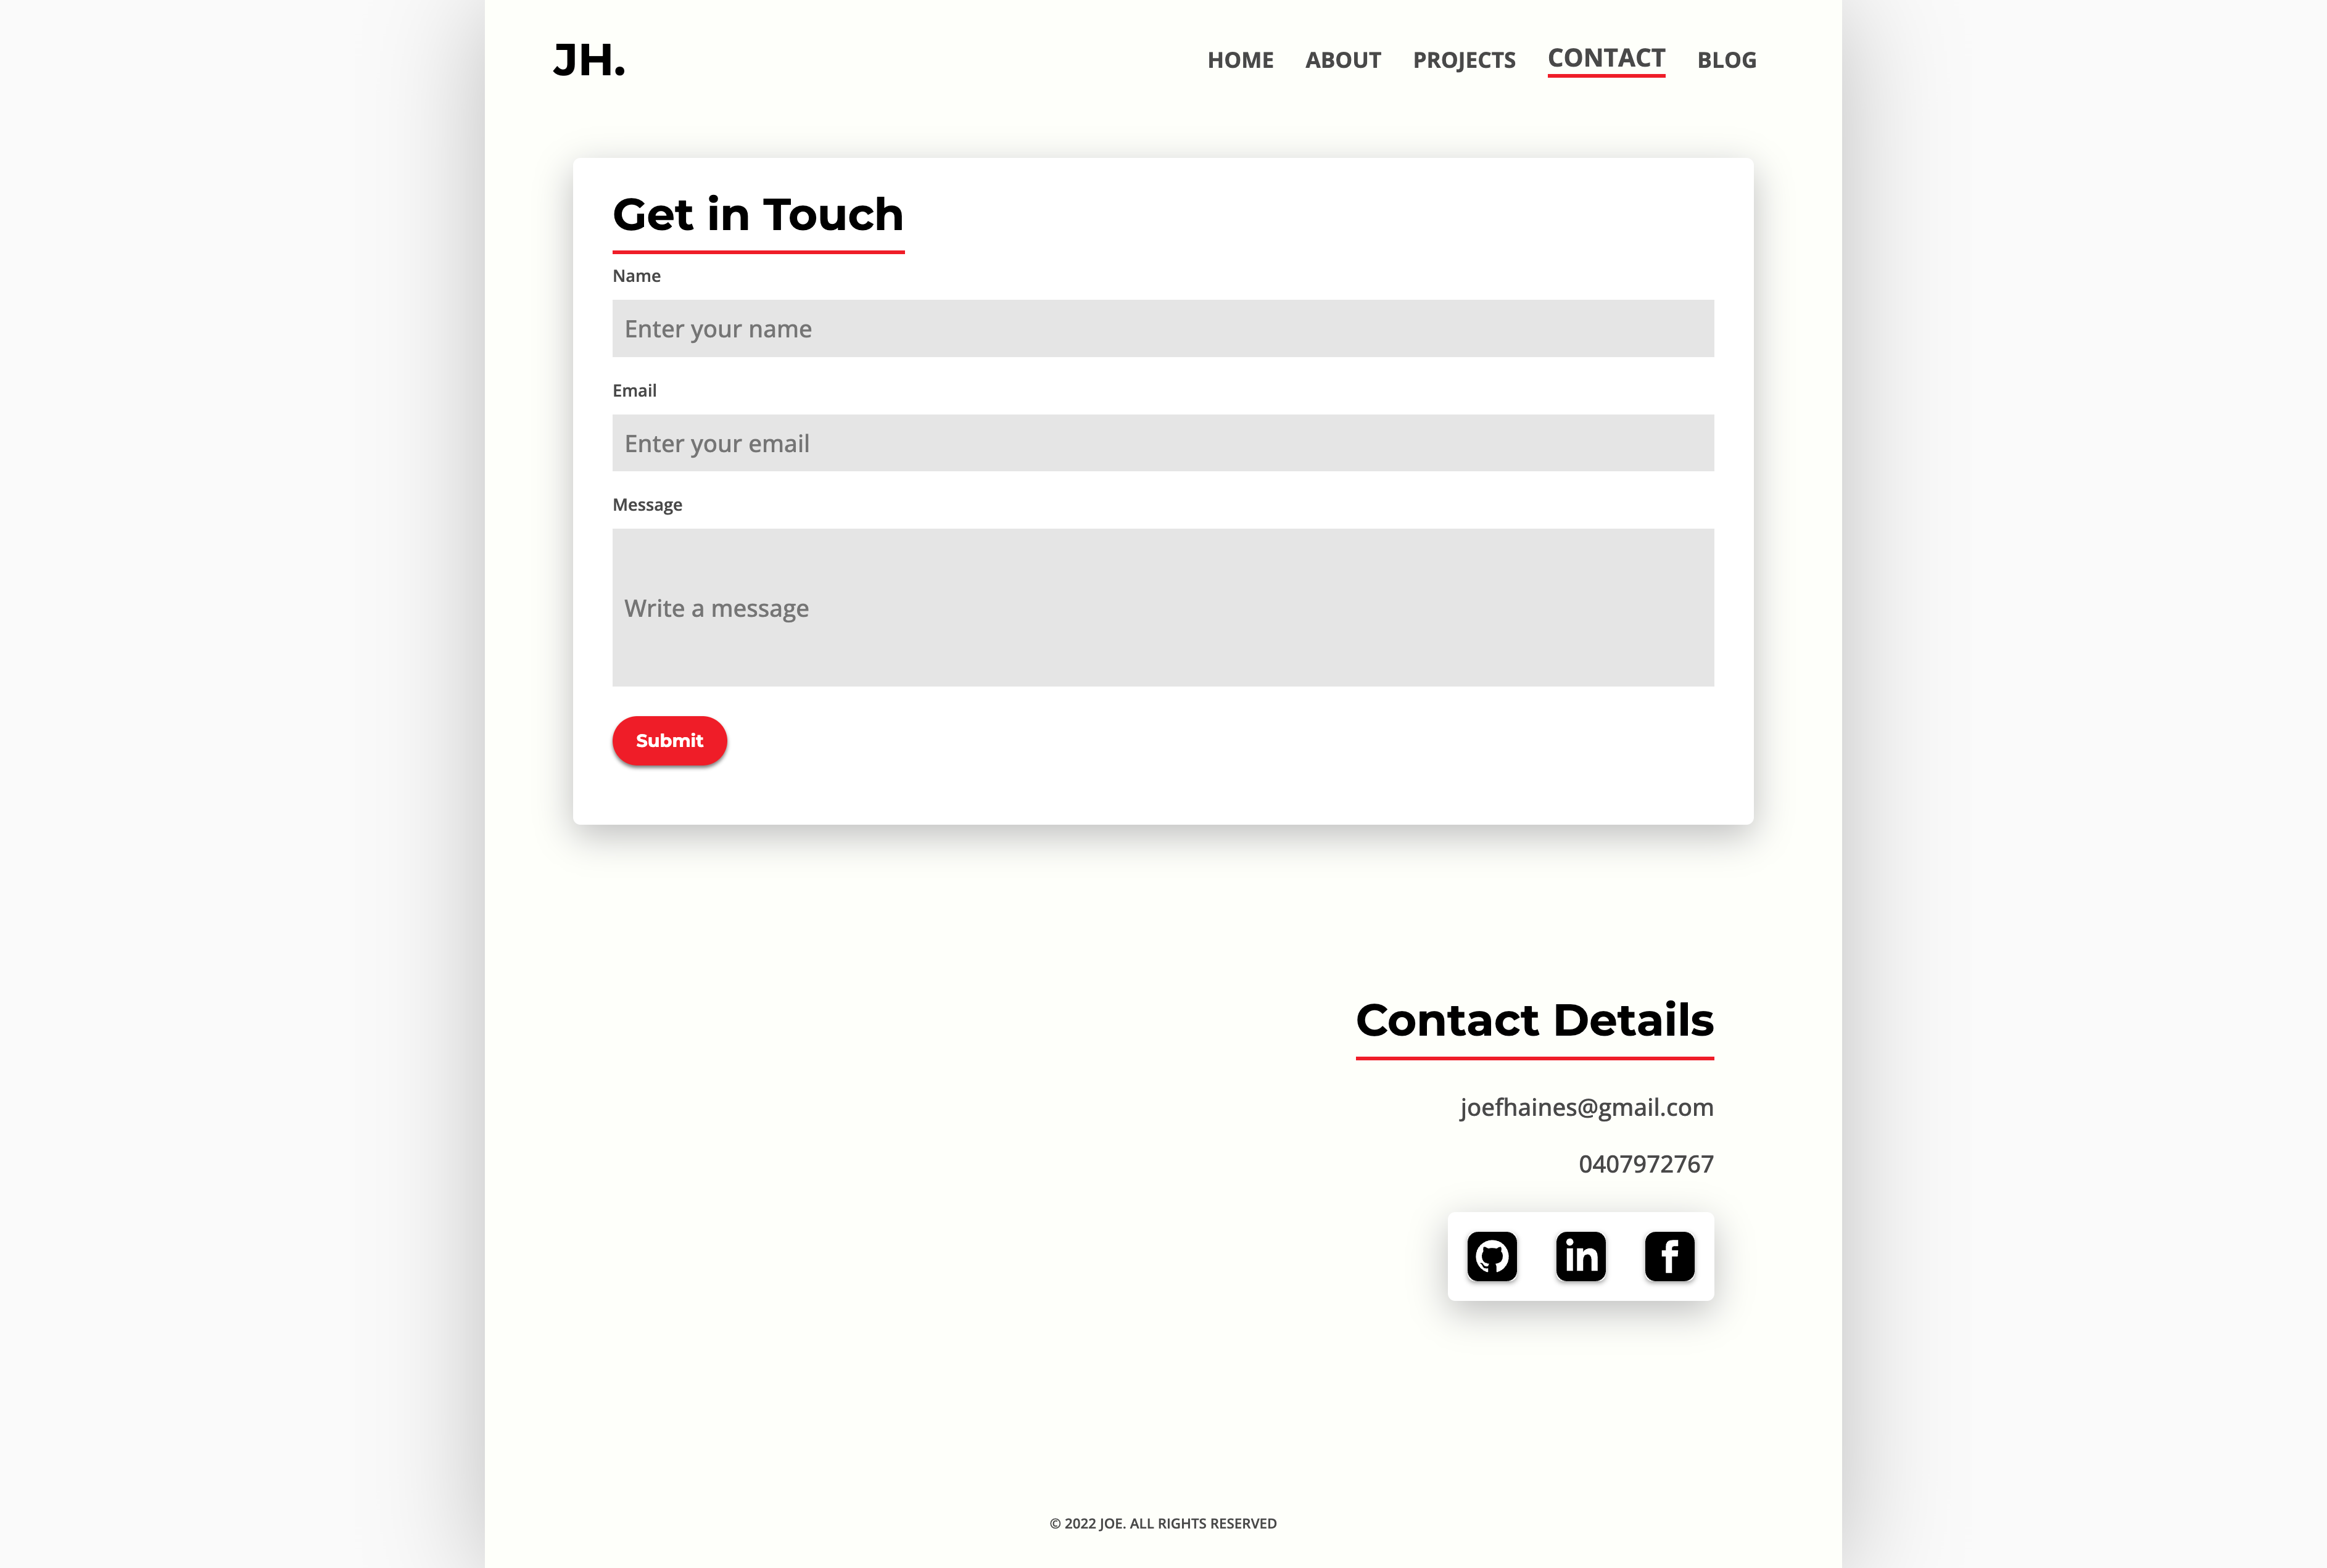 JH.
HOME ABOUT PROJECTS CONTACT BLOG
Get in Touch
Name
Enter your name
Email
Enter your email
Message
Write a message
Submit
Contact Details
joefhaines@gmail.com
0407972767
in f
© 2022 JOE. ALL RIGHTS RESERVED